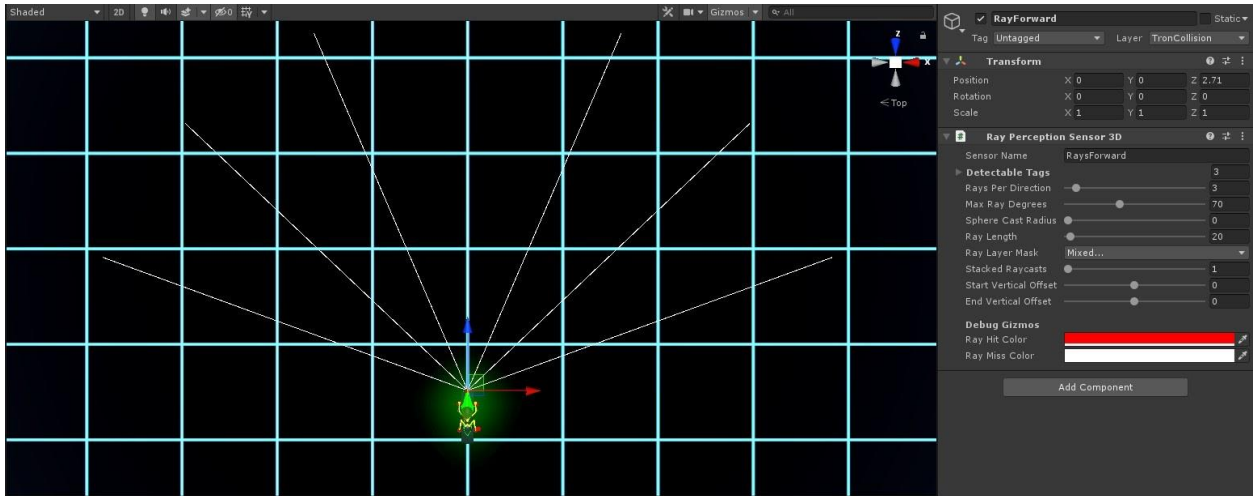 Shaded 2D 0 Gizmos All
z
x
< Top
RayForward Static
Tag Untagged Layer TronCollision
Transform
Position X 0 Y 0 Z 2.71
Rotation X 0 Y 0 Z 0
Scale X 1 Y 1 Z 1
# Ray Perception Sensor 3D
Sensor Name RaysForward
Detectable Tags 3
Rays Per Direction 3
Max Ray Degrees 70
Sphere Cast Radius 0
Ray Length 20
Ray Layer Mask Mixed...
Stacked Raycasts 1
Start Vertical Offset 0
End Vertical Offset 0
Debug Gizmos
Ray Hit Color
Ray Miss Color
Add Component